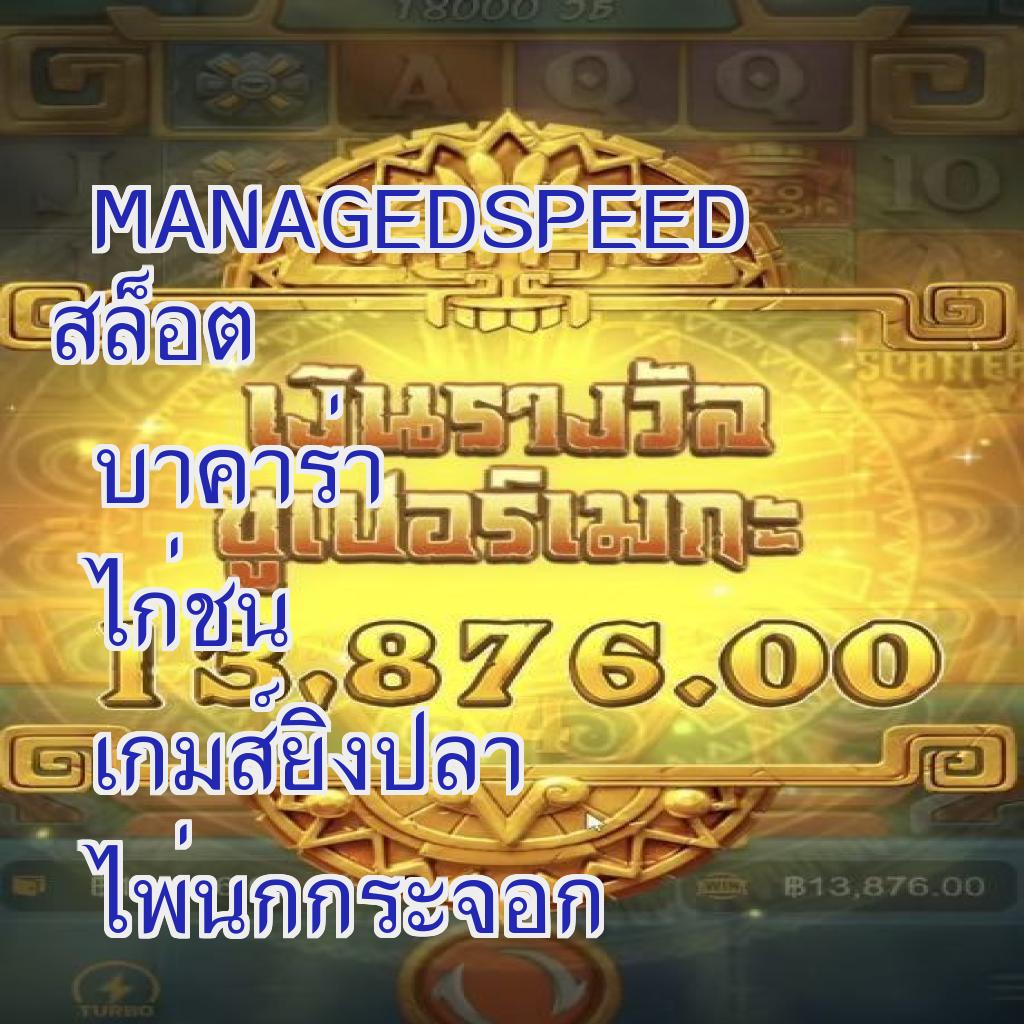 A Q Q
10
MANAGEDSPEED
สล็อต
SCATTER
เงินรางวัล
บาคาร่า
ซูเปอร์เมกะ
ไก่ชน
13,876.00
เกมส์ยิงปลา
ไพ่นกกระจอก
WIN ฿13,876.00
TURBO